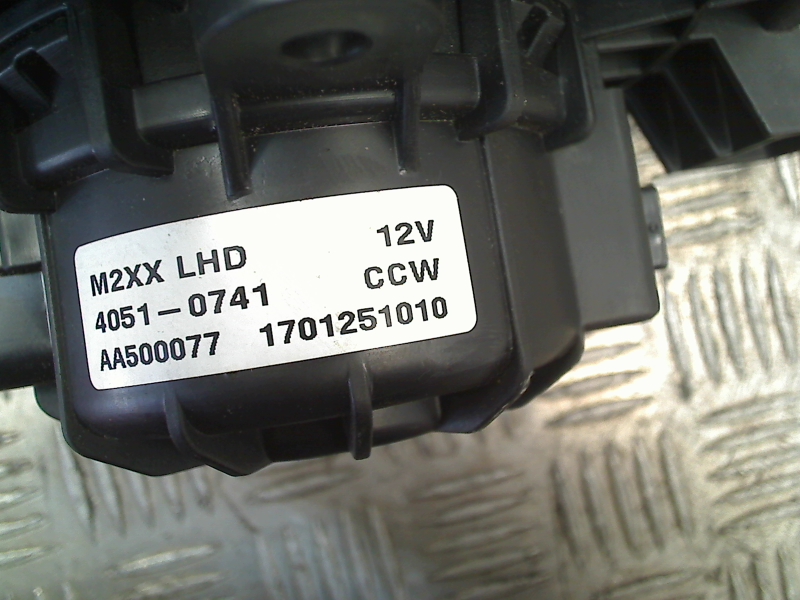 M2XX LHD 12V
4051-0741 CCW
AA500077 1701251010